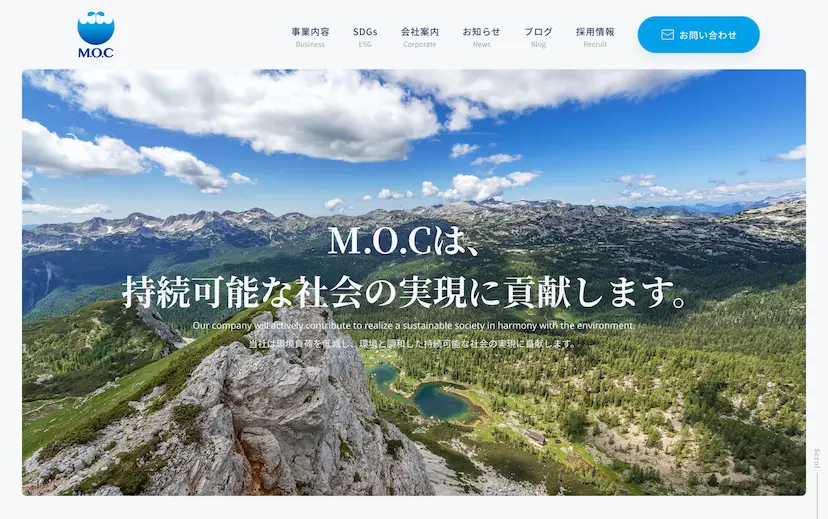 M.O.C
事業内容
Business
SDGs
ESG
会社案内
Corporate
お知らせ
News
ブログ
Blog
採用情報
Recruit
お問い合わせ
M.O.Cは、
持続可能な社会の実現に貢献します。
Our company will actively contribute to realize a sustainable society in harmony with the environment.
当社は環境負荷を低減し、環境と調和した持続可能な社会の実現に貢献します。
Scrol